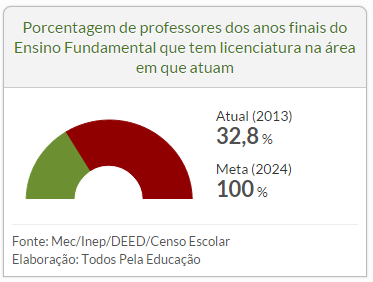 Porcentagem de professores dos anos finais do
Ensino Fundamental que tem licenciatura na área
em que atuam
Atual (2013)
32,8 %
Meta (2024)
100 %
Fonte: Mec/Inep/DEED/Censo Escolar
Elaboração: Todos Pela Educação